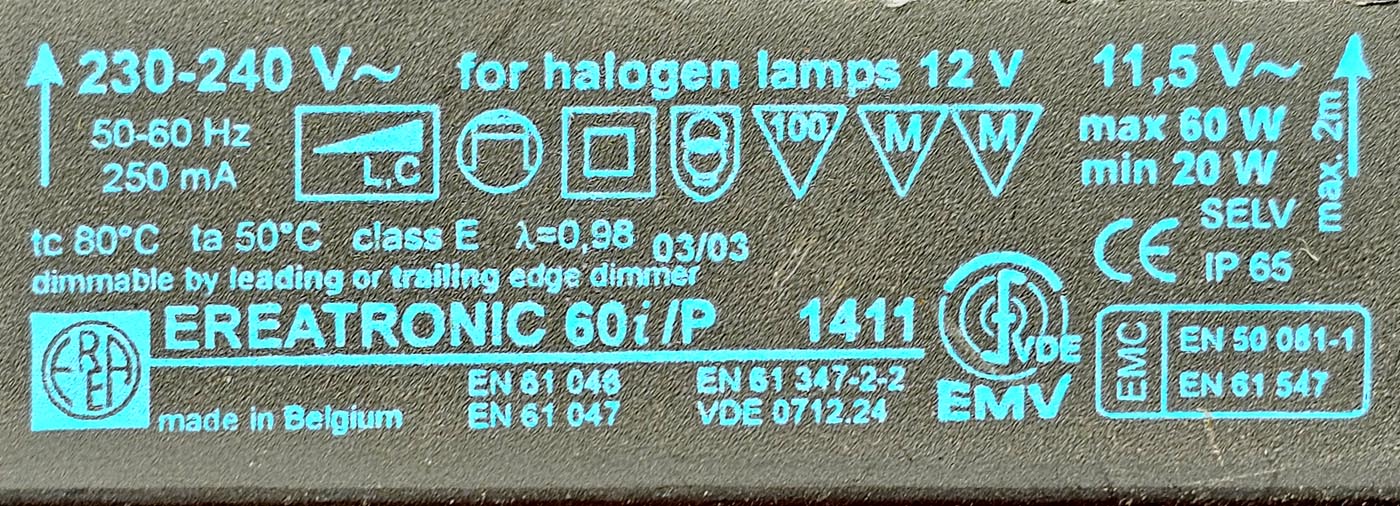 230-240 V~ for halogen lamps 12 V 11,5 V~
50-60 Hz
250 mA
L,C
100
M
M
max 60 W
min 20 W
max. 2m
SELV
IP 65
CE
tc 80°C ta 50°C class E λ=0,98 03/03
dimmable by leading or trailing edge dimmer
EREATRONIC 60i/P 1411
ERA
made in Belgium
EN 61 046
EN 61 047
EN 61 347-2-2
VDE 0712.24
VDE
EMV
EMC
EN 50 081-1
EN 61 547